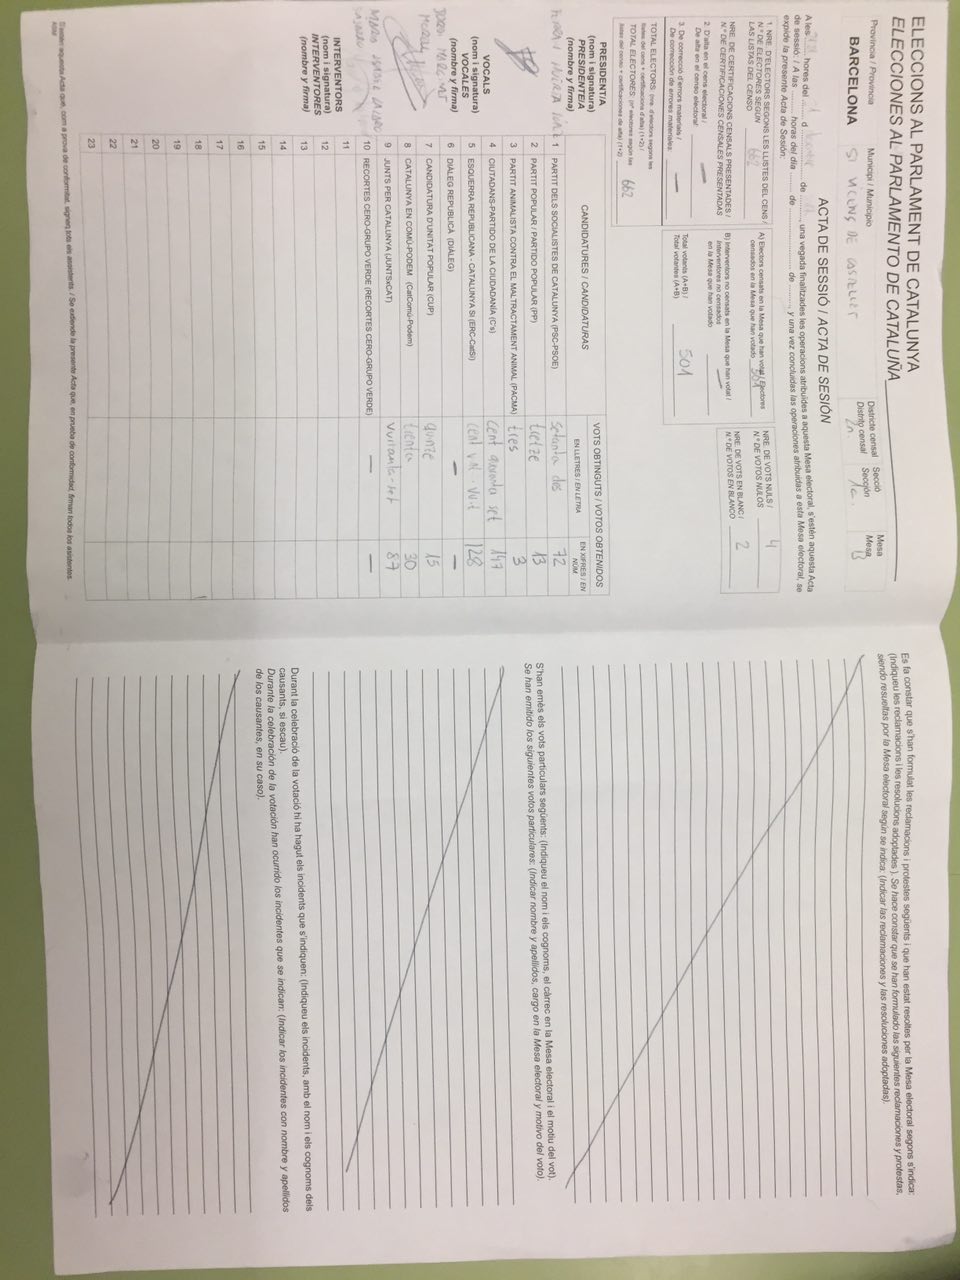 ELECCIONS AL PARLAMENT DE CATALUNYA
ELECCIONES AL PARLAMENTO DE CATALUÑA
Província / Provincia
BARCELONA
Municipi / Municipio
St VICENÇ DE CASTELLET
Districte censal
Distrito censal
2n
Secció
Sección
1a
Mesa
Mesa
B
ACTA DE SESSIÓ / ACTA DE SESIÓN
A les hores del d de , una vegada finalitzades les operacions atribuïdes a aquesta Mesa electoral, s'estén aquesta Acta
de sessió. / A las horas del día de de , y una vez concluidas las operaciones atribuidas a esta Mesa electoral, se
expide la presente Acta de Sesión.
1. NRE. D'ELECTORS SEGONS LES LLISTES DEL CENS /
N.º DE ELECTORES SEGÚN
LAS LISTAS DEL CENSO 662
NRE. DE CERTIFICACIONS CENSALS PRESENTADES /
N.º DE CERTIFICACIONES CENSALES PRESENTADAS
2. D'alta en el cens electoral /
De alta en el censo electoral —
3. De correcció d'errors materials /
De corrección de errores materiales —
TOTAL ELECTORS: (nre. d'electors segons les
llistes del cens + certificacions d'alta) (1+2) /
TOTAL ELECTORES: (nº electores según las
listas del censo + certificaciones de alta) (1+2) 662
A) Electors censats en la Mesa que han votat / Electores
censados en la Mesa que han votado 501
B) Interventors no censats en la Mesa que han votat /
Interventores no censados
en la Mesa que han votado —
Total votants (A+B) /
Total votantes (A+B) 501
NRE. DE VOTS NULS /
N.º DE VOTOS NULOS 4
NRE. DE VOTS EN BLANC /
N.º DE VOTOS EN BLANCO 2
PRESIDENT/A
(nom i signatura)
PRESIDENTE/A
(nombre y firma)
VOCALS
(nom i signatura)
VOCALES
(nombre y firma)
INTERVENTORS
(nom i signatura)
INTERVENTORES
(nombre y firma)
CANDIDATURES / CANDIDATURAS
VOTS OBTINGUTS / VOTOS OBTENIDOS
EN LLETRES / EN LETRA
EN XIFRES / EN NÚM.
1 PARTIT DELS SOCIALISTES DE CATALUNYA (PSC-PSOE) setanta dos 72
2 PARTIT POPULAR / PARTIDO POPULAR (PP) tretze 13
3 PARTIT ANIMALISTA CONTRA EL MALTRACTAMENT ANIMAL (PACMA) tres 3
4 CIUTADANS-PARTIDO DE LA CIUDADANÍA (C's) cent quaranta set 147
5 ESQUERRA REPUBLICANA - CATALUNYA SÍ (ERC-CatSí) cent vint-vuit 128
6 DIÀLEG REPUBLICÀ (DIÀLEG) — —
7 CANDIDATURA D'UNITAT POPULAR (CUP) quinze 15
8 CATALUNYA EN COMÚ-PODEM (CatComú-Podem) trenta 30
9 JUNTS PER CATALUNYA (JUNTSxCAT) vuitanta-set 87
10 RECORTES CERO-GRUPO VERDE (RECORTES CERO-GRUPO VERDE) — —
11
12
13
14
15
16
17
18
19
20
21
22
23
S'estén aquesta Acta que, com a prova de conformitat, signen tots els assistents. / Se extiende la presente Acta que, en prueba de conformidad, firman todos los asistentes.
Es fa constar que s'han formulat les reclamacions i protestes següents i que han estat resoltes per la Mesa electoral segons s'indica:
(Indiqueu les reclamacions i les resolucions adoptades). Se hace constar que se han formulado las siguientes reclamaciones y protestas,
siendo resueltas por la Mesa electoral según se indica: (Indicar las reclamaciones y las resoluciones adoptadas).
S'han emès els vots particulars següents: (Indiqueu el nom i els cognoms, el càrrec en la Mesa electoral i el motiu del vot).
Se han emitido los siguientes votos particulares: (Indicar nombre y apellidos, cargo en la Mesa electoral y motivo del voto).
Durant la celebració de la votació hi ha hagut els incidents que s'indiquen: (Indiqueu els incidents, amb el nom i els cognoms dels
causants, si escau).
Durante la celebración de la votación han ocurrido los incidentes que se indican: (Indicar los incidentes con nombre y apellidos
de los causantes, en su caso).